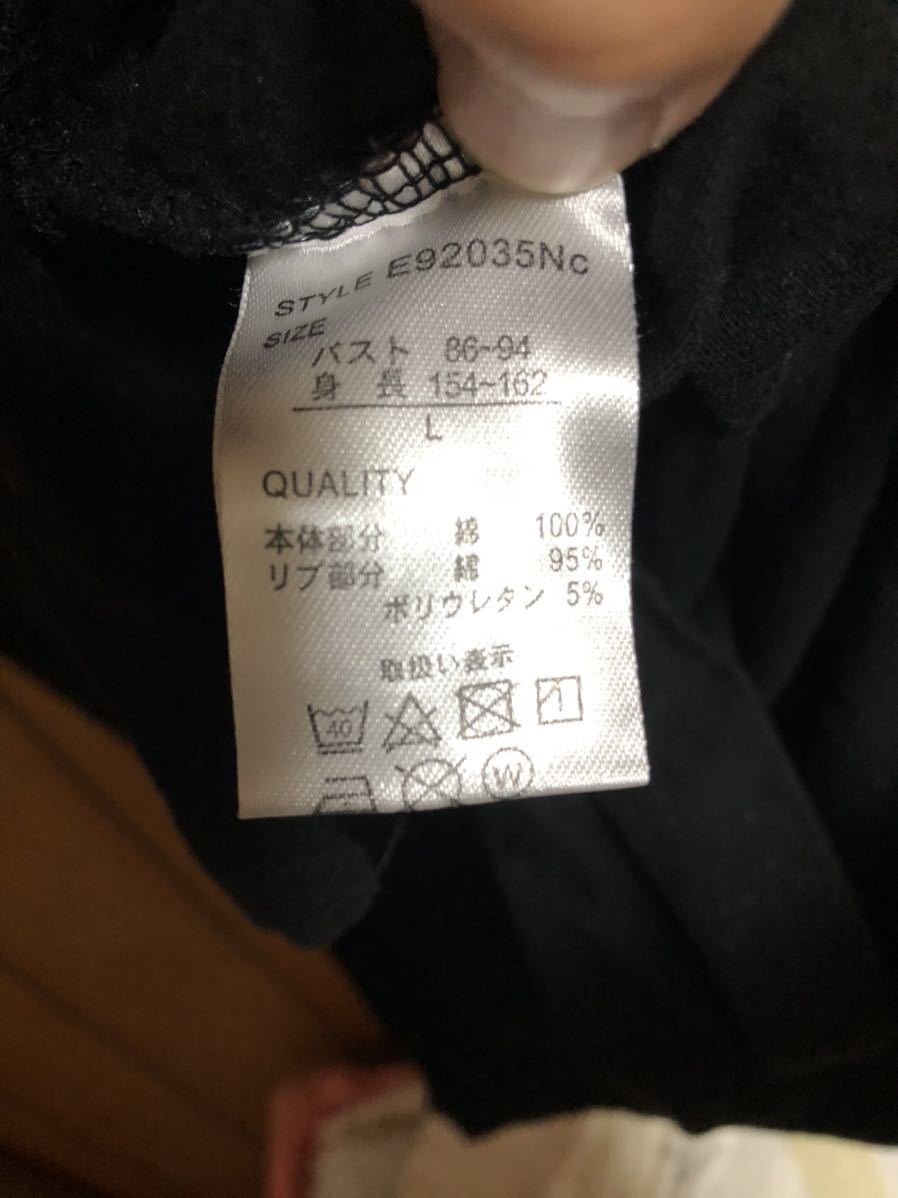 STYLE E92035Nc
SIZE
バスト 86~94
身 長 154~162
L
QUALITY
本体部分 綿 100%
リブ部分 綿 95%
ポリウレタン 5%
取扱い表示
40
W